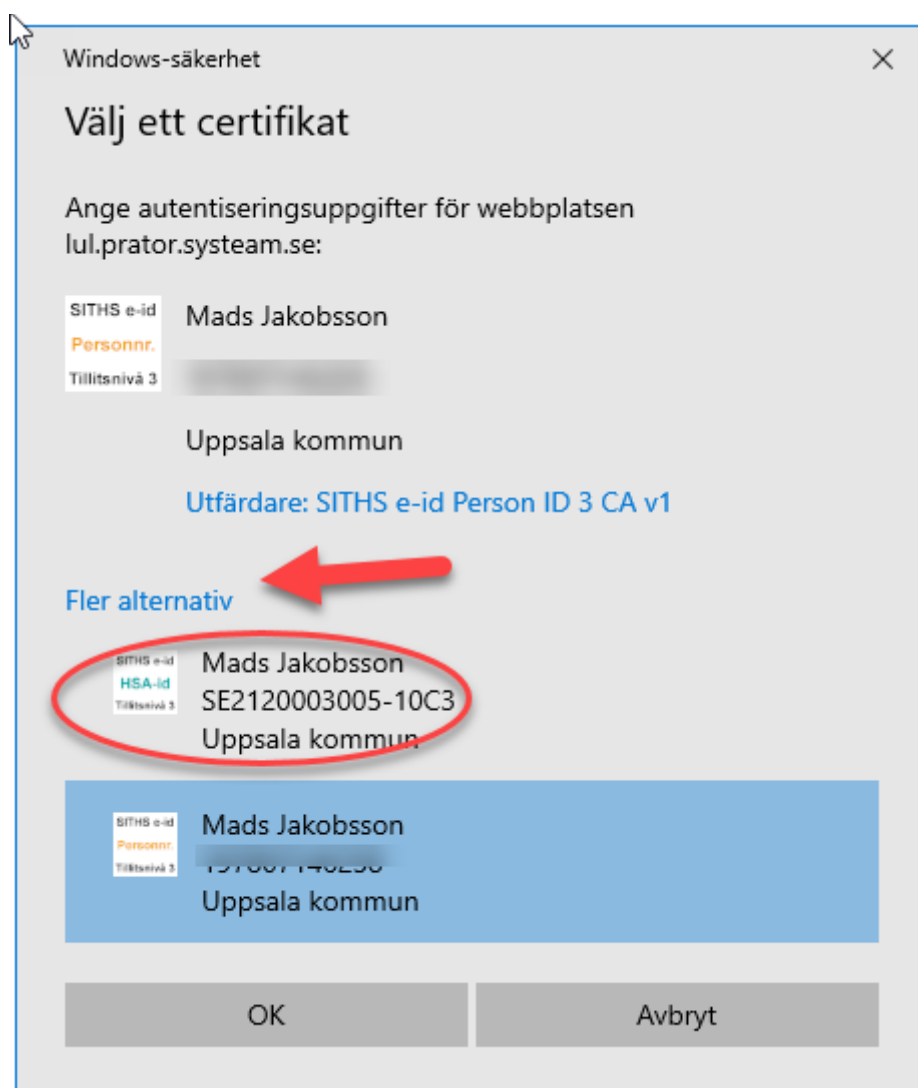 Windows-säkerhet
Välj ett certifikat
Ange autentiseringsuppgifter för webbplatsen
lul.prator.systeam.se:
SITHS e-id
Personnr.
Tillitsnivå 3
Mads Jakobsson
Uppsala kommun
Utfärdare: SITHS e-id Person ID 3 CA v1
Fler alternativ
SITHS e-id
HSA-id
Tillitsnivå 3
Mads Jakobsson
SE2120003005-10C3
Uppsala kommun
SITHS e-id
Personnr.
Tillitsnivå 3
Mads Jakobsson
Uppsala kommun
OK
Avbryt